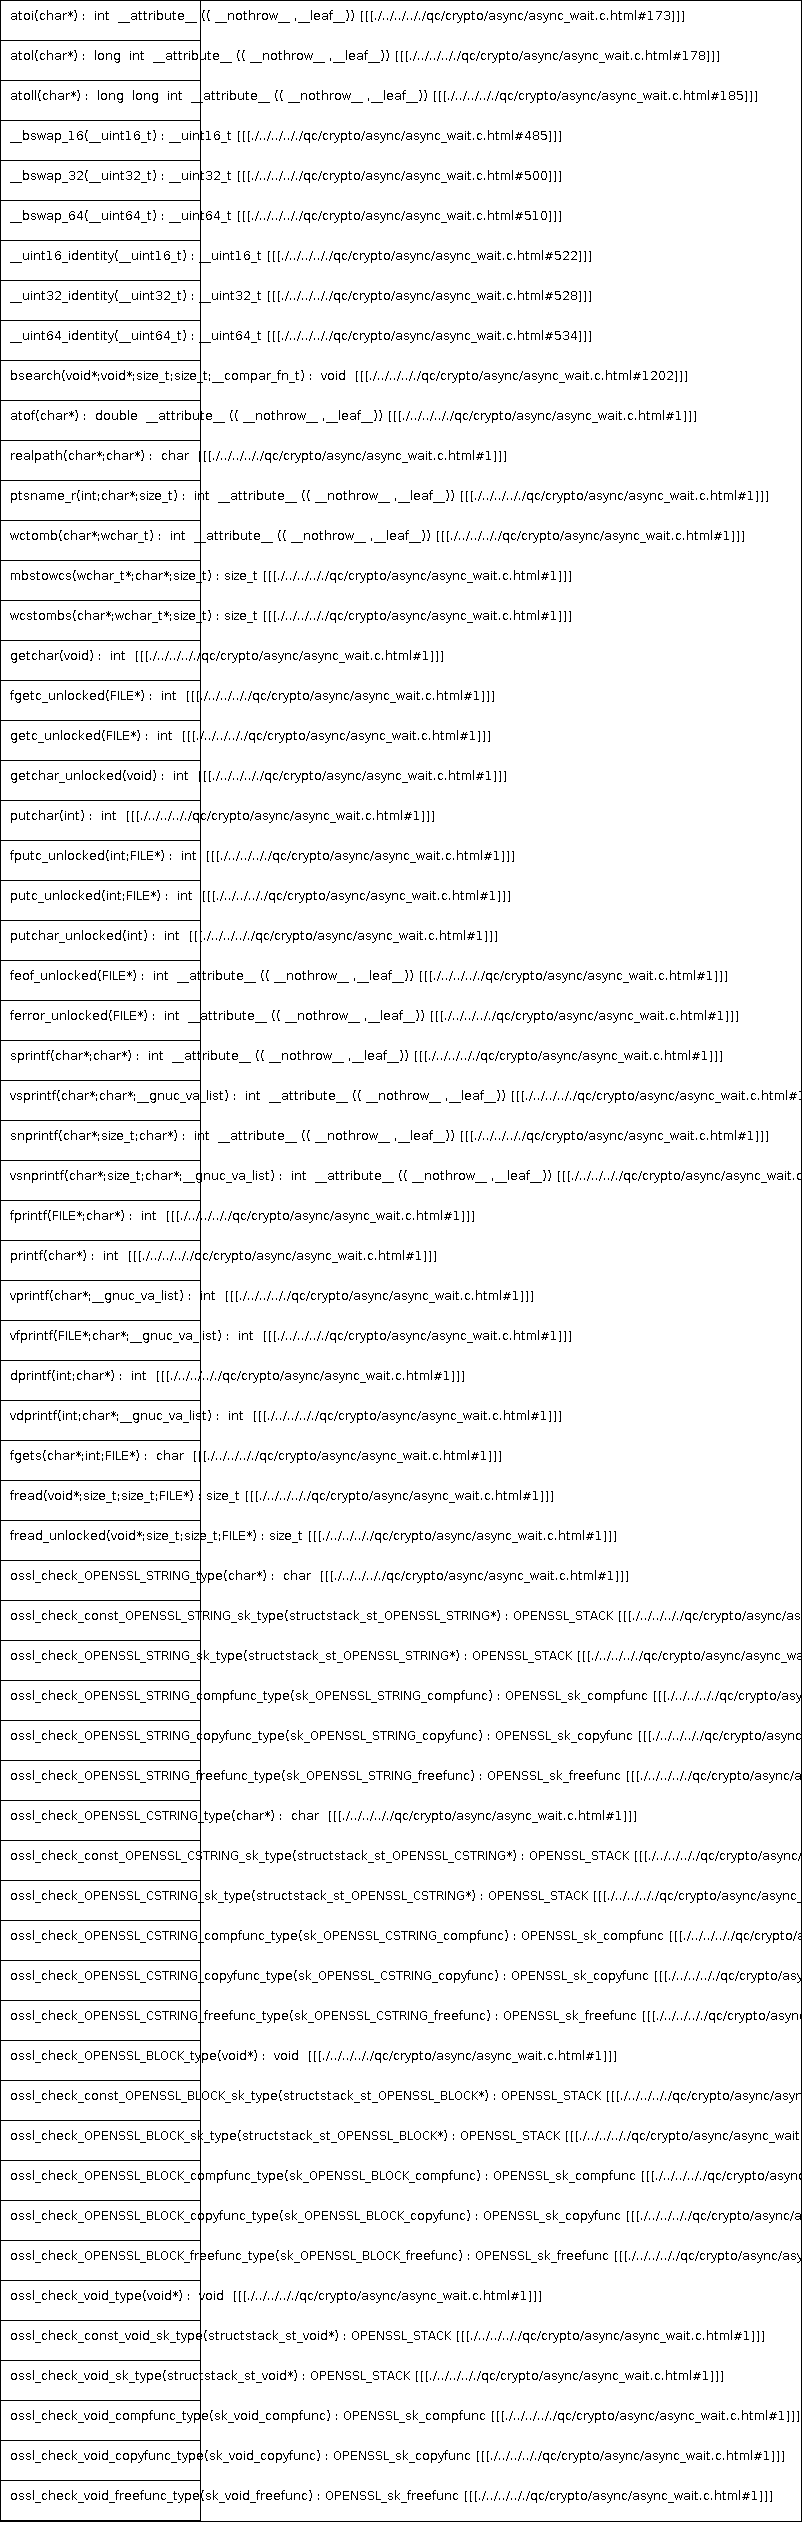 atoi(char*) :  int  __attribute__ (( __nothrow__ ,__leaf__)) [[[./../../.././qc/crypto/async/async_wait.c.html#173]]]
atol(char*) :  long  int  __attribute__ (( __nothrow__ ,__leaf__)) [[[./../../.././qc/crypto/async/async_wait.c.html#178]]]
atoll(char*) :  long  long  int  __attribute__ (( __nothrow__ ,__leaf__)) [[[./../../.././qc/crypto/async/async_wait.c.html#185]]]
__bswap_16(__uint16_t) : __uint16_t [[[./../../.././qc/crypto/async/async_wait.c.html#485]]]
__bswap_32(__uint32_t) : __uint32_t [[[./../../.././qc/crypto/async/async_wait.c.html#500]]]
__bswap_64(__uint64_t) : __uint64_t [[[./../../.././qc/crypto/async/async_wait.c.html#510]]]
__uint16_identity(__uint16_t) : __uint16_t [[[./../../.././qc/crypto/async/async_wait.c.html#522]]]
__uint32_identity(__uint32_t) : __uint32_t [[[./../../.././qc/crypto/async/async_wait.c.html#528]]]
__uint64_identity(__uint64_t) : __uint64_t [[[./../../.././qc/crypto/async/async_wait.c.html#534]]]
bsearch(void*;void*;size_t;size_t;__compar_fn_t) :  void  [[[./../../.././qc/crypto/async/async_wait.c.html#1202]]]
atof(char*) :  double  __attribute__ (( __nothrow__ ,__leaf__)) [[[./../../.././qc/crypto/async/async_wait.c.html#1]]]
realpath(char*;char*) :  char  [[[./../../.././qc/crypto/async/async_wait.c.html#1]]]
ptsname_r(int;char*;size_t) :  int  __attribute__ (( __nothrow__ ,__leaf__)) [[[./../../.././qc/crypto/async/async_wait.c.html#1]]]
wctomb(char*;wchar_t) :  int  __attribute__ (( __nothrow__ ,__leaf__)) [[[./../../.././qc/crypto/async/async_wait.c.html#1]]]
mbstowcs(wchar_t*;char*;size_t) : size_t [[[./../../.././qc/crypto/async/async_wait.c.html#1]]]
wcstombs(char*;wchar_t*;size_t) : size_t [[[./../../.././qc/crypto/async/async_wait.c.html#1]]]
getchar(void) :  int  [[[./../../.././qc/crypto/async/async_wait.c.html#1]]]
fgetc_unlocked(FILE*) :  int  [[[./../../.././qc/crypto/async/async_wait.c.html#1]]]
getc_unlocked(FILE*) :  int  [[[./../../.././qc/crypto/async/async_wait.c.html#1]]]
getchar_unlocked(void) :  int  [[[./../../.././qc/crypto/async/async_wait.c.html#1]]]
putchar(int) :  int  [[[./../../.././qc/crypto/async/async_wait.c.html#1]]]
fputc_unlocked(int;FILE*) :  int  [[[./../../.././qc/crypto/async/async_wait.c.html#1]]]
putc_unlocked(int;FILE*) :  int  [[[./../../.././qc/crypto/async/async_wait.c.html#1]]]
putchar_unlocked(int) :  int  [[[./../../.././qc/crypto/async/async_wait.c.html#1]]]
feof_unlocked(FILE*) :  int  __attribute__ (( __nothrow__ ,__leaf__)) [[[./../../.././qc/crypto/async/async_wait.c.html#1]]]
ferror_unlocked(FILE*) :  int  __attribute__ (( __nothrow__ ,__leaf__)) [[[./../../.././qc/crypto/async/async_wait.c.html#1]]]
sprintf(char*;char*) :  int  __attribute__ (( __nothrow__ ,__leaf__)) [[[./../../.././qc/crypto/async/async_wait.c.html#1]]]
vsprintf(char*;char*;__gnuc_va_list) :  int  __attribute__ (( __nothrow__ ,__leaf__)) [[[./../../.././qc/crypto/async/async_wait.c.html#1
snprintf(char*;size_t;char*) :  int  __attribute__ (( __nothrow__ ,__leaf__)) [[[./../../.././qc/crypto/async/async_wait.c.html#1]]]
vsnprintf(char*;size_t;char*;__gnuc_va_list) :  int  __attribute__ (( __nothrow__ ,__leaf__)) [[[./../../.././qc/crypto/async/async_wait.c
fprintf(FILE*;char*) :  int  [[[./../../.././qc/crypto/async/async_wait.c.html#1]]]
printf(char*) :  int  [[[./../../.././qc/crypto/async/async_wait.c.html#1]]]
vprintf(char*;__gnuc_va_list) :  int  [[[./../../.././qc/crypto/async/async_wait.c.html#1]]]
vfprintf(FILE*;char*;__gnuc_va_list) :  int  [[[./../../.././qc/crypto/async/async_wait.c.html#1]]]
dprintf(int;char*) :  int  [[[./../../.././qc/crypto/async/async_wait.c.html#1]]]
vdprintf(int;char*;__gnuc_va_list) :  int  [[[./../../.././qc/crypto/async/async_wait.c.html#1]]]
fgets(char*;int;FILE*) :  char  [[[./../../.././qc/crypto/async/async_wait.c.html#1]]]
fread(void*;size_t;size_t;FILE*) : size_t [[[./../../.././qc/crypto/async/async_wait.c.html#1]]]
fread_unlocked(void*;size_t;size_t;FILE*) : size_t [[[./../../.././qc/crypto/async/async_wait.c.html#1]]]
ossl_check_OPENSSL_STRING_type(char*) :  char  [[[./../../.././qc/crypto/async/async_wait.c.html#1]]]
ossl_check_const_OPENSSL_STRING_sk_type(structstack_st_OPENSSL_STRING*) : OPENSSL_STACK [[[./../../.././qc/crypto/async/as
ossl_check_OPENSSL_STRING_sk_type(structstack_st_OPENSSL_STRING*) : OPENSSL_STACK [[[./../../.././qc/crypto/async/async_wa
ossl_check_OPENSSL_STRING_compfunc_type(sk_OPENSSL_STRING_compfunc) : OPENSSL_sk_compfunc [[[./../../.././qc/crypto/asy
ossl_check_OPENSSL_STRING_copyfunc_type(sk_OPENSSL_STRING_copyfunc) : OPENSSL_sk_copyfunc [[[./../../.././qc/crypto/async
ossl_check_OPENSSL_STRING_freefunc_type(sk_OPENSSL_STRING_freefunc) : OPENSSL_sk_freefunc [[[./../../.././qc/crypto/async/a
ossl_check_OPENSSL_CSTRING_type(char*) :  char  [[[./../../.././qc/crypto/async/async_wait.c.html#1]]]
ossl_check_const_OPENSSL_CSTRING_sk_type(structstack_st_OPENSSL_CSTRING*) : OPENSSL_STACK [[[./../../.././qc/crypto/async/
ossl_check_OPENSSL_CSTRING_sk_type(structstack_st_OPENSSL_CSTRING*) : OPENSSL_STACK [[[./../../.././qc/crypto/async/async_
ossl_check_OPENSSL_CSTRING_compfunc_type(sk_OPENSSL_CSTRING_compfunc) : OPENSSL_sk_compfunc [[[./../../.././qc/crypto/a
ossl_check_OPENSSL_CSTRING_copyfunc_type(sk_OPENSSL_CSTRING_copyfunc) : OPENSSL_sk_copyfunc [[[./../../.././qc/crypto/asy
ossl_check_OPENSSL_CSTRING_freefunc_type(sk_OPENSSL_CSTRING_freefunc) : OPENSSL_sk_freefunc [[[./../../.././qc/crypto/async
ossl_check_OPENSSL_BLOCK_type(void*) :  void  [[[./../../.././qc/crypto/async/async_wait.c.html#1]]]
ossl_check_const_OPENSSL_BLOCK_sk_type(structstack_st_OPENSSL_BLOCK*) : OPENSSL_STACK [[[./../../.././qc/crypto/async/asyn
ossl_check_OPENSSL_BLOCK_sk_type(structstack_st_OPENSSL_BLOCK*) : OPENSSL_STACK [[[./../../.././qc/crypto/async/async_wait
ossl_check_OPENSSL_BLOCK_compfunc_type(sk_OPENSSL_BLOCK_compfunc) : OPENSSL_sk_compfunc [[[./../../.././qc/crypto/async
ossl_check_OPENSSL_BLOCK_copyfunc_type(sk_OPENSSL_BLOCK_copyfunc) : OPENSSL_sk_copyfunc [[[./../../.././qc/crypto/async/a
ossl_check_OPENSSL_BLOCK_freefunc_type(sk_OPENSSL_BLOCK_freefunc) : OPENSSL_sk_freefunc [[[./../../.././qc/crypto/async/asy
ossl_check_void_type(void*) :  void  [[[./../../.././qc/crypto/async/async_wait.c.html#1]]]
ossl_check_const_void_sk_type(structstack_st_void*) : OPENSSL_STACK [[[./../../.././qc/crypto/async/async_wait.c.html#1]]]
ossl_check_void_sk_type(structstack_st_void*) : OPENSSL_STACK [[[./../../.././qc/crypto/async/async_wait.c.html#1]]]
ossl_check_void_compfunc_type(sk_void_compfunc) : OPENSSL_sk_compfunc [[[./../../.././qc/crypto/async/async_wait.c.html#1]]]
ossl_check_void_copyfunc_type(sk_void_copyfunc) : OPENSSL_sk_copyfunc [[[./../../.././qc/crypto/async/async_wait.c.html#1]]]
ossl_check_void_freefunc_type(sk_void_freefunc) : OPENSSL_sk_freefunc [[[./../../.././qc/crypto/async/async_wait.c.html#1]]]